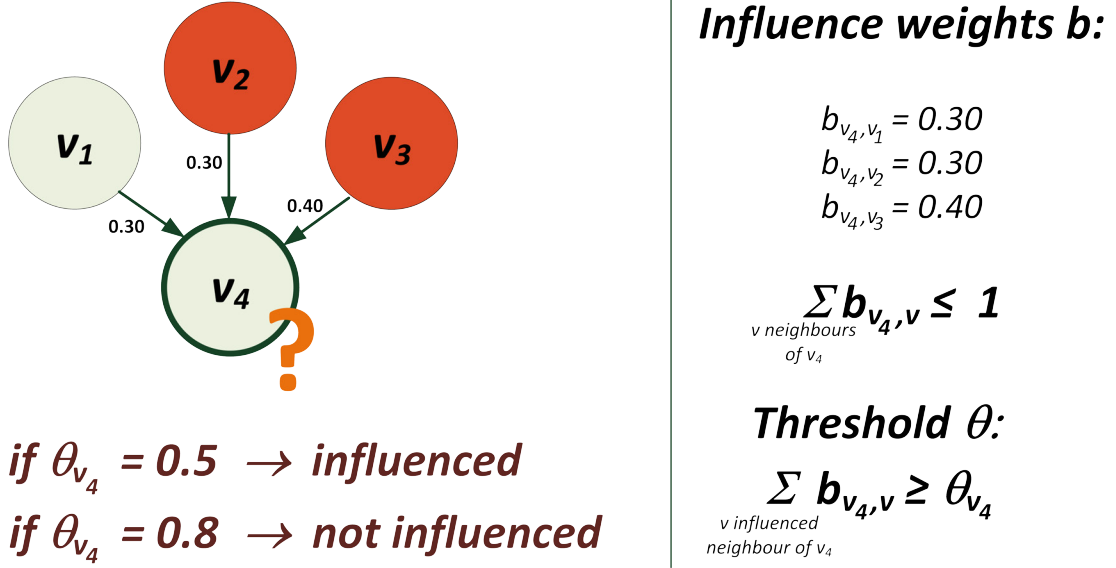 v2
v1
v3
0.30
0.40
0.30
v4
?
if θv4 = 0.5 → influenced
if θv4 = 0.8 → not influenced
Influence weights b:
bv4,v1 = 0.30
bv4,v2 = 0.30
bv4,v3 = 0.40
Σbv4,v ≤ 1
v neighbours
of v4
Threshold θ:
Σ bv4,v ≥ θv4
v influenced
neighbour of v4